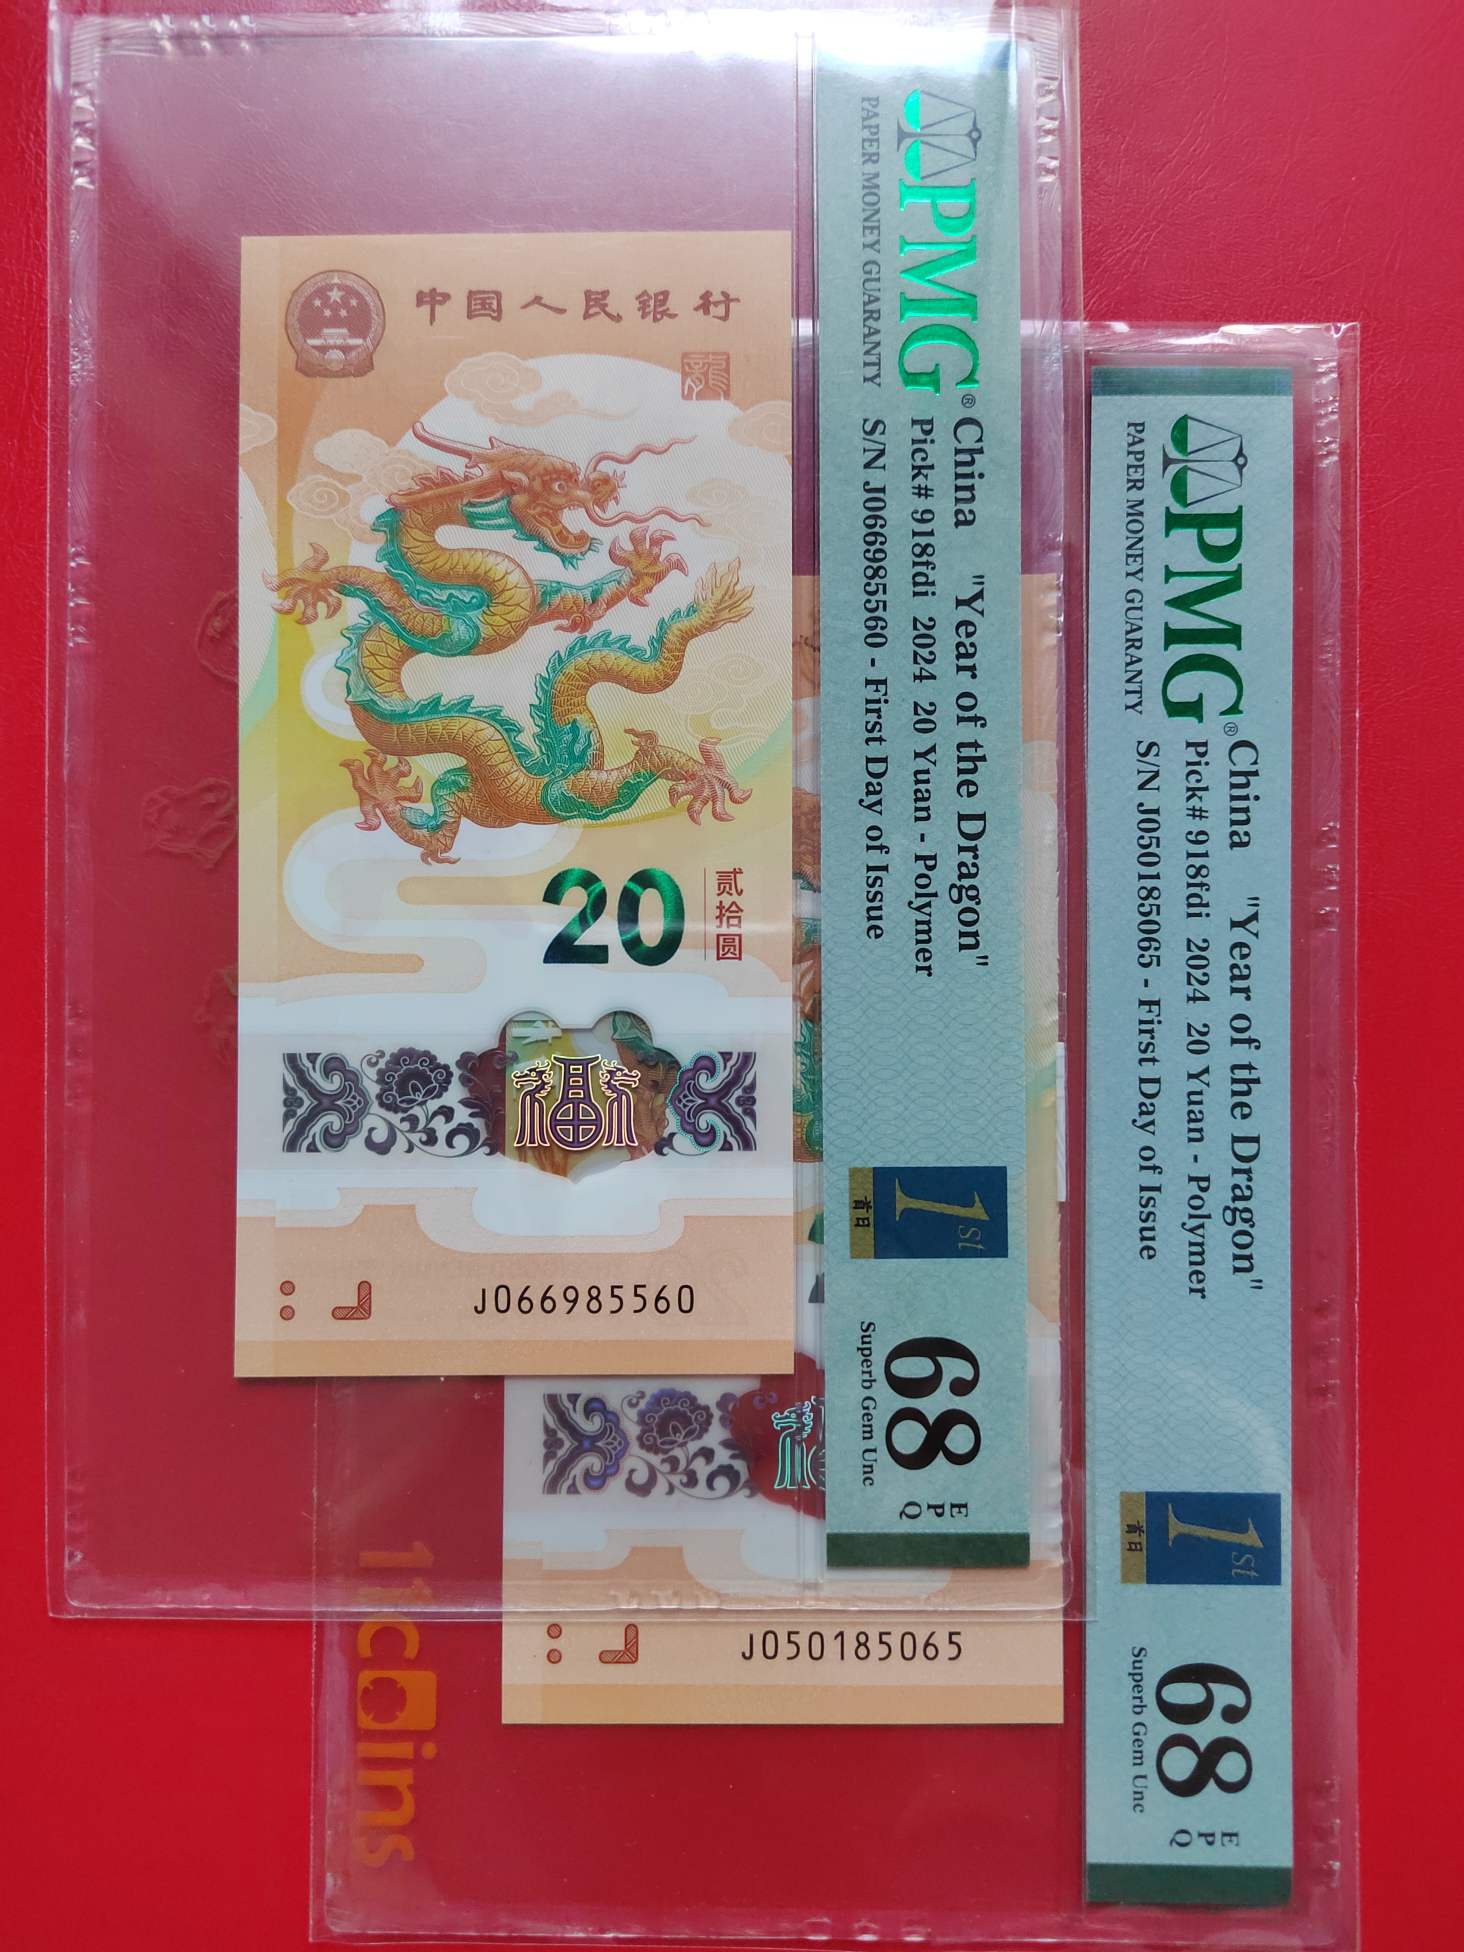 中国人民银行
龍
20
贰拾圆
福
J066985560
PMG®
PAPER MONEY GUARANTY
China "Year of the Dragon"
Pick# 918fdi 2024 20 Yuan - Polymer
S/N J066985560 - First Day of Issue
1st
首日
68
EPQ
Superb Gem Unc
J050185065
PMG®
PAPER MONEY GUARANTY
China "Year of the Dragon"
Pick# 918fdi 2024 20 Yuan - Polymer
S/N J050185065 - First Day of Issue
1st
首日
68
EPQ
Superb Gem Unc